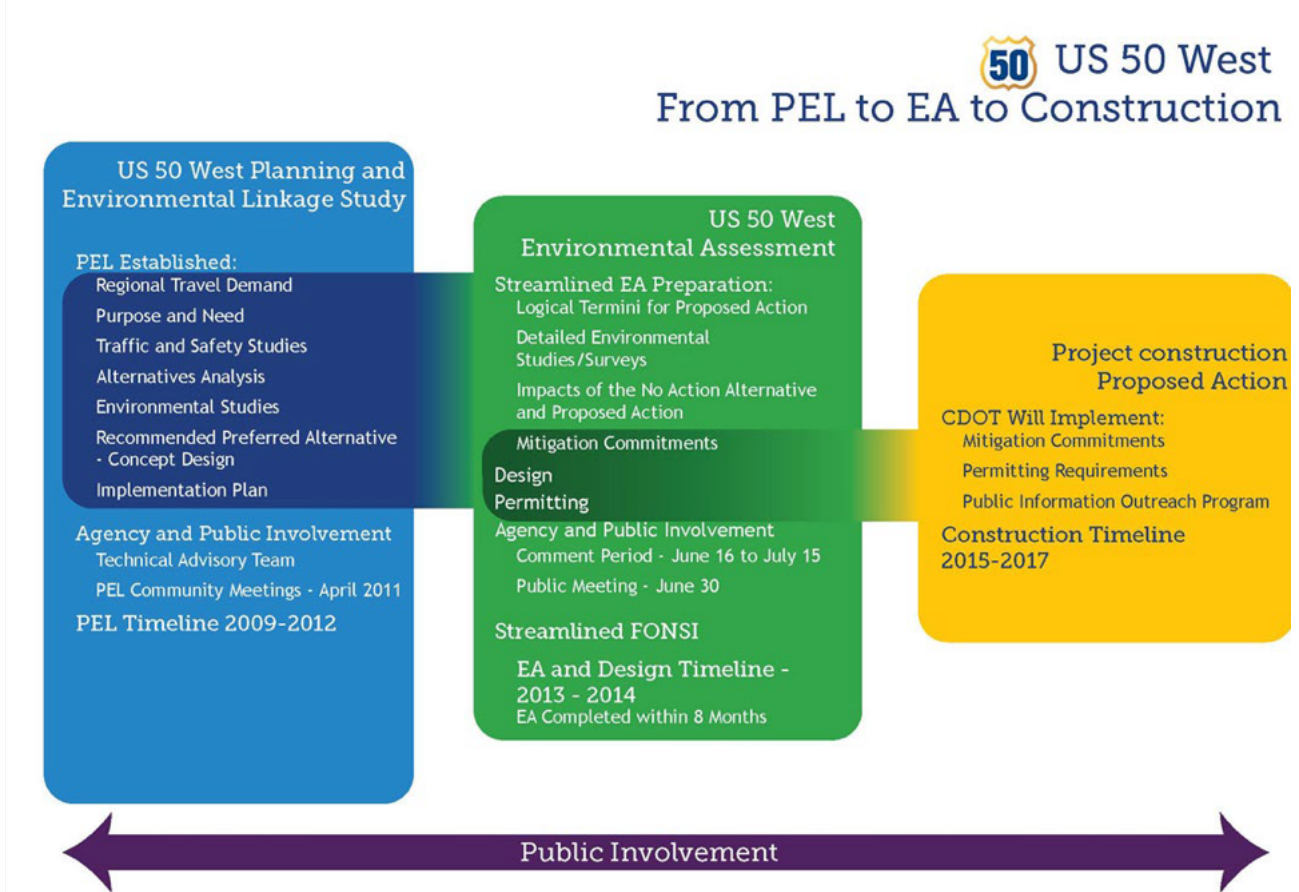 50 US 50 West
From PEL to EA to Construction
US 50 West Planning and
Environmental Linkage Study
PEL Established:
Regional Travel Demand
Purpose and Need
Traffic and Safety Studies
Alternatives Analysis
Environmental Studies
Recommended Preferred Alternative
- Concept Design
Implementation Plan
Agency and Public Involvement
Technical Advisory Team
PEL Community Meetings - April 2011
PEL Timeline 2009-2012
US 50 West
Environmental Assessment
Streamlined EA Preparation:
Logical Termini for Proposed Action
Detailed Environmental
Studies/Surveys
Impacts of the No Action Alternative
and Proposed Action
Mitigation Commitments
Design
Permitting
Agency and Public Involvement
Comment Period - June 16 to July 15
Public Meeting - June 30
Streamlined FONSI
EA and Design Timeline -
2013 - 2014
EA Completed within 8 Months
Project construction
Proposed Action
CDOT Will Implement:
Mitigation Commitments
Permitting Requirements
Public Information Outreach Program
Construction Timeline
2015-2017
Public Involvement